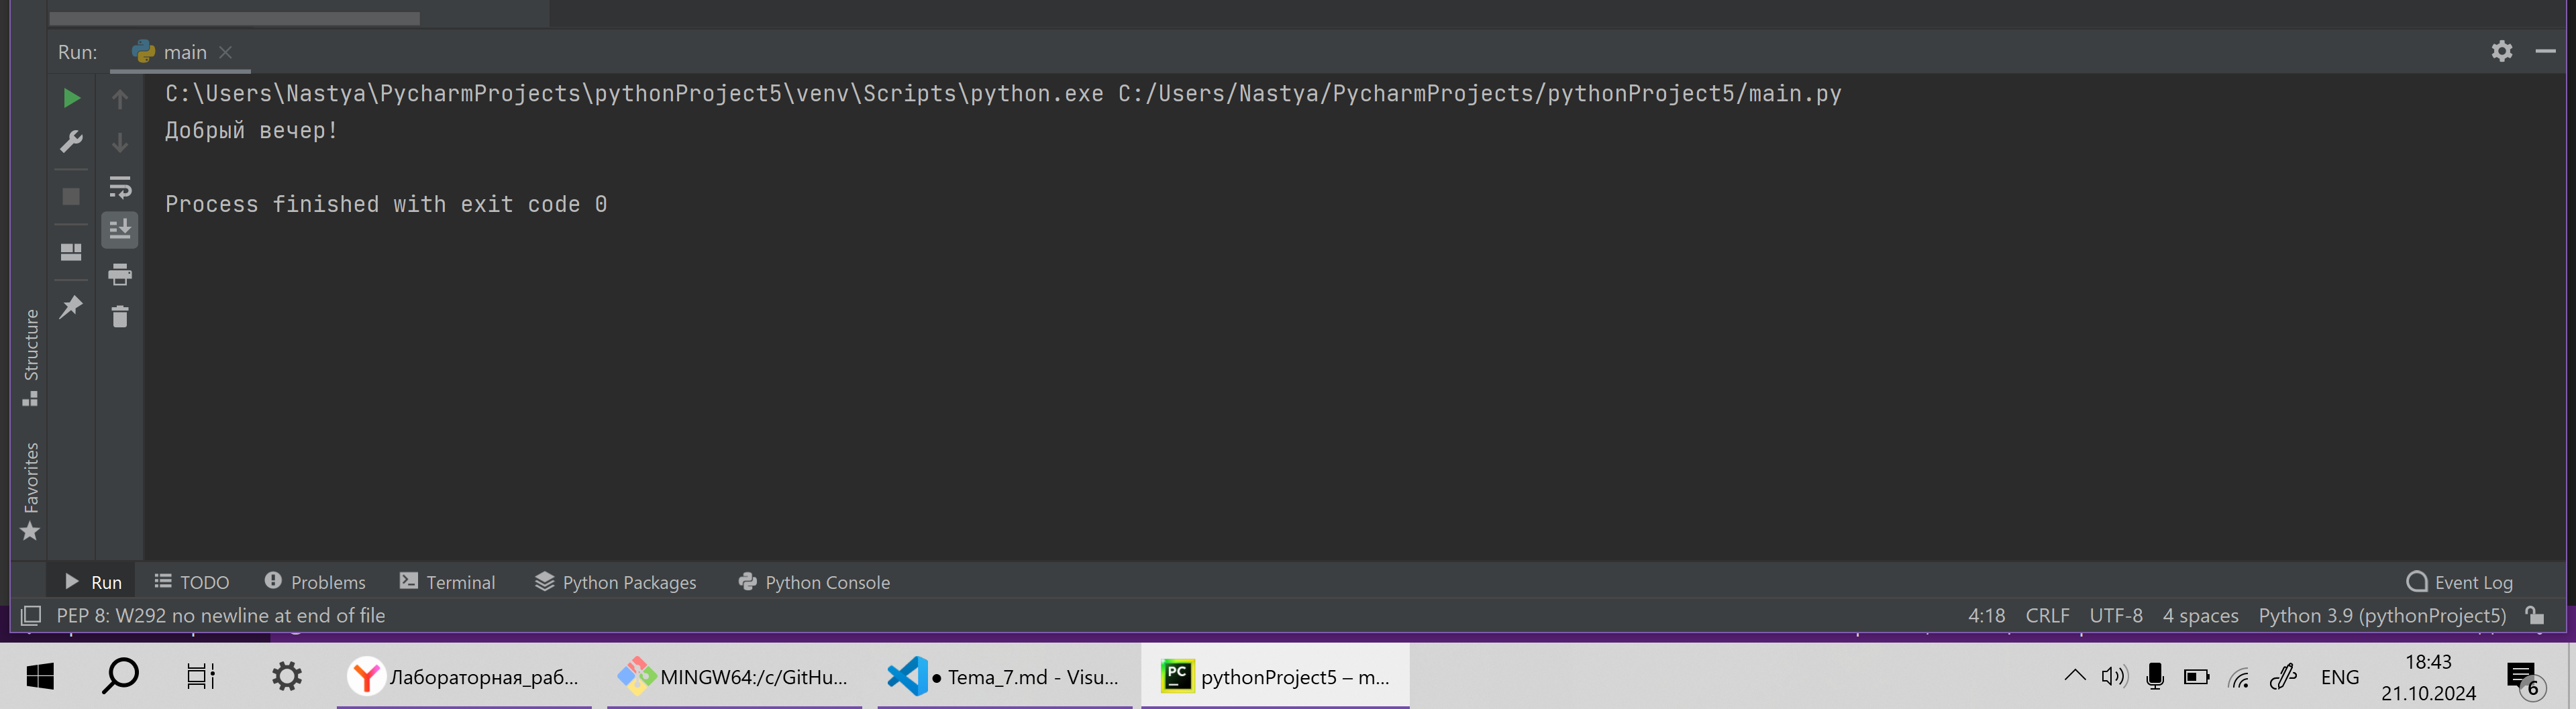 Run: main
C:\Users\Nastya\PycharmProjects\pythonProject5\venv\Scripts\python.exe C:/Users/Nastya/PycharmProjects/pythonProject5/main.py
Добрый вечер!
Process finished with exit code 0
Structure
Favorites
Run TODO Problems Terminal Python Packages Python Console Event Log
PEP 8: W292 no newline at end of file 4:18 CRLF UTF-8 4 spaces Python 3.9 (pythonProject5)
Лабораторная_раб... MINGW64:/c/GitHu... ● Tema_7.md - Visu... PC pythonProject5 – m... ENG 18:43
21.10.2024 6